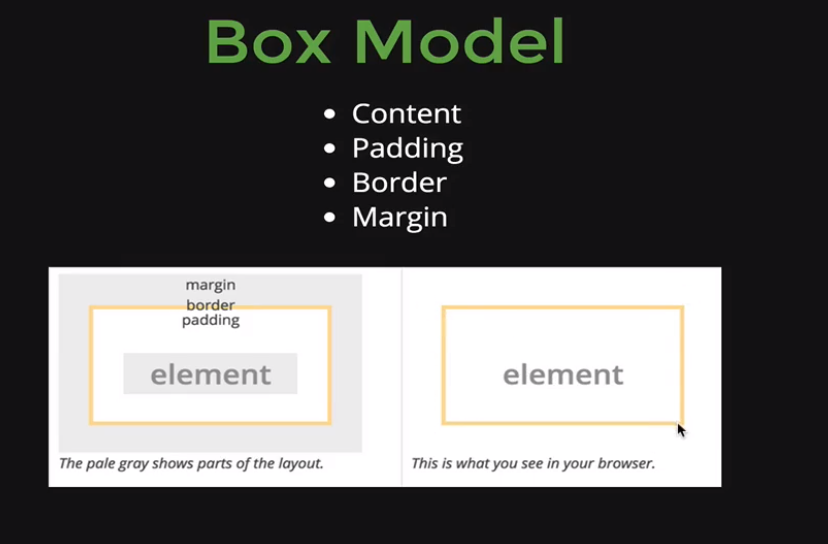 Box Model
Content
Padding
Border
Margin
margin
border
padding
element
The pale gray shows parts of the layout.
element
This is what you see in your browser.